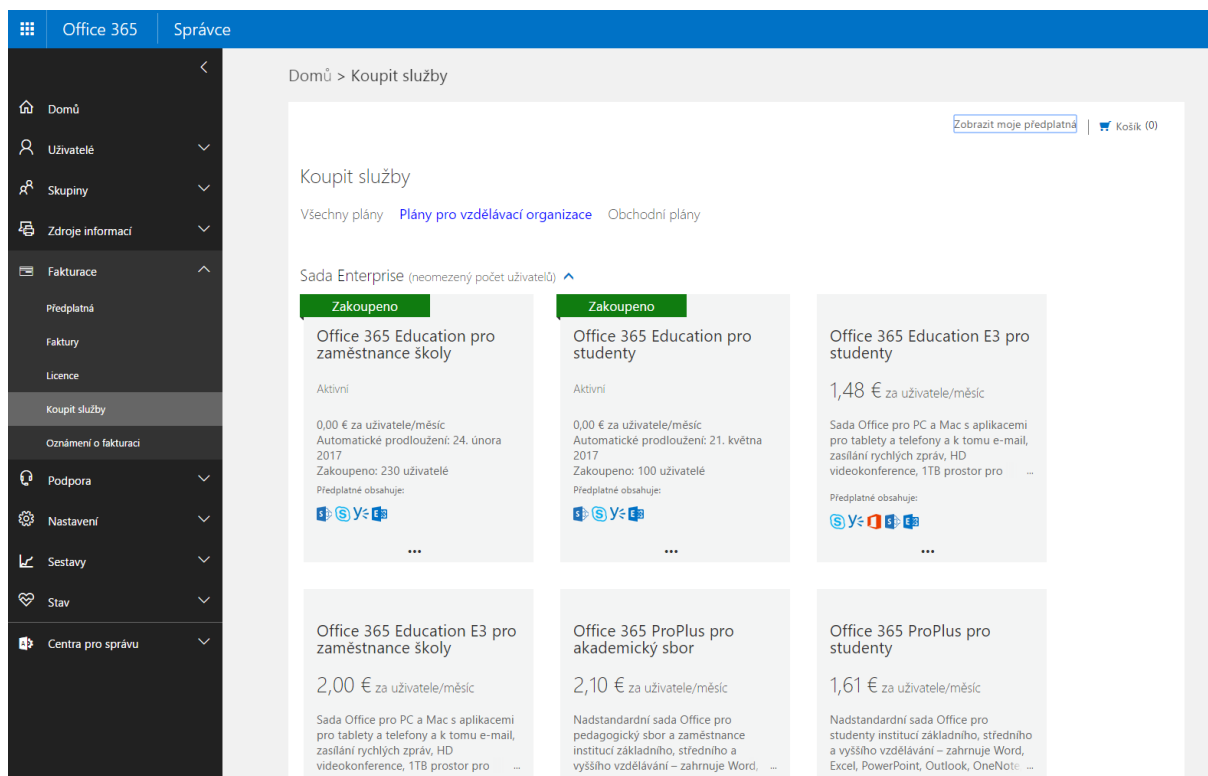 Office 365
Správce
Domů
Uživatelé
Skupiny
Zdroje informací
Fakturace
Předplatná
Faktury
Licence
Koupit služby
Oznámení o fakturaci
Podpora
Nastavení
Sestavy
Stav
Centra pro správu
Domů > Koupit služby
Zobrazit moje předplatná | Košík (0)
Koupit služby
Všechny plány Plány pro vzdělávací organizace Obchodní plány
Sada Enterprise (neomezený počet uživatelů)
Zakoupeno
Office 365 Education pro
zaměstnance školy
Aktivní
0,00 € za uživatele/měsíc
Automatické prodloužení: 24. února
2017
Zakoupeno: 230 uživatelé
Předplatné obsahuje:
...
Zakoupeno
Office 365 Education pro
studenty
Aktivní
0,00 € za uživatele/měsíc
Automatické prodloužení: 21. května
2017
Zakoupeno: 100 uživatelé
Předplatné obsahuje:
...
Office 365 Education E3 pro
studenty
1,48 € za uživatele/měsíc
Sada Office pro PC a Mac s aplikacemi
pro tablety a telefony a k tomu e-mail,
zasílání rychlých zpráv, HD
videokonference, 1TB prostor pro ...
Předplatné obsahuje:
...
Office 365 Education E3 pro
zaměstnance školy
2,00 € za uživatele/měsíc
Sada Office pro PC a Mac s aplikacemi
pro tablety a telefony a k tomu e-mail,
zasílání rychlých zpráv, HD
videokonference, 1TB prostor pro ...
Office 365 ProPlus pro
akademický sbor
2,10 € za uživatele/měsíc
Nadstandardní sada Office pro
pedagogický sbor a zaměstnance
institucí základního, středního a
vyššího vzdělávání – zahrnuje Word, ...
Office 365 ProPlus pro
studenty
1,61 € za uživatele/měsíc
Nadstandardní sada Office pro
studenty institucí základního, středního
a vyššího vzdělávání – zahrnuje Word,
Excel, PowerPoint, Outlook, OneNote ...